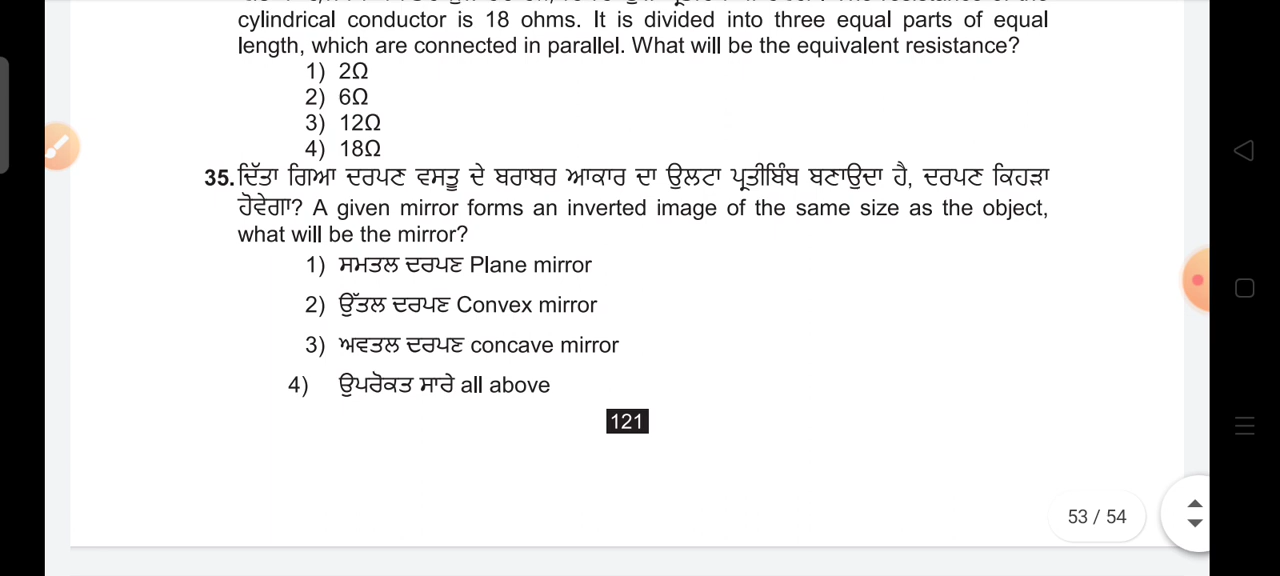 cylindrical conductor is 18 ohms. It is divided into three equal parts of equal
length, which are connected in parallel. What will be the equivalent resistance?
1) 2Ω
2) 6Ω
3) 12Ω
4) 18Ω
35. ਦਿੱਤਾ ਗਿਆ ਦਰਪਣ ਵਸਤੂ ਦੇ ਬਰਾਬਰ ਆਕਾਰ ਦਾ ਉਲਟਾ ਪ੍ਰਤੀਬਿੰਬ ਬਣਾਉਦਾ ਹੈ, ਦਰਪਣ ਕਿਹੜਾ
ਹੋਵੇਗਾ? A given mirror forms an inverted image of the same size as the object,
what will be the mirror?
1) ਸਮਤਲ ਦਰਪਣ Plane mirror
2) ਉੱਤਲ ਦਰਪਣ Convex mirror
3) ਅਵਤਲ ਦਰਪਣ concave mirror
4) ਉਪਰੋਕਤ ਸਾਰੇ all above
121
53 / 54